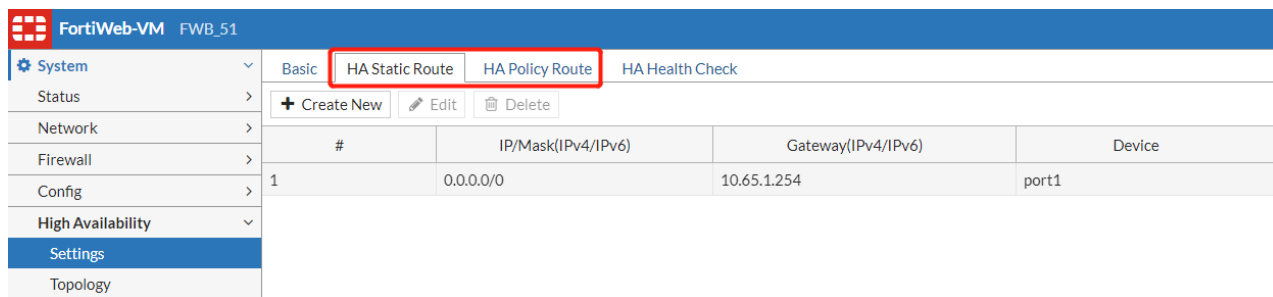 FortiWeb-VM FWB_51
System
Status
Network
Firewall
Config
High Availability
Settings
Topology
Basic HA Static Route HA Policy Route HA Health Check
+ Create New Edit Delete
# IP/Mask(IPv4/IPv6) Gateway(IPv4/IPv6) Device
1 0.0.0.0/0 10.65.1.254 port1